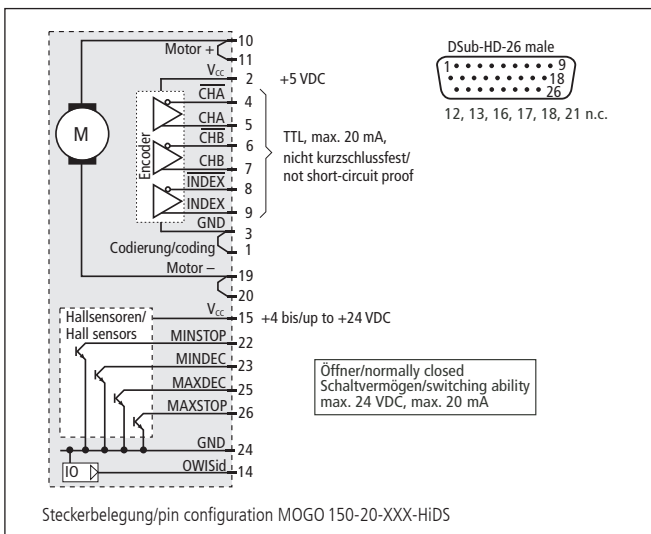 Motor + 10
11
Vcc 2 +5 VDC
CHA 4
CHA 5
CHB 6
CHB 7
INDEX 8
INDEX 9
GND 3
Codierung/coding 1
Motor – 19
20
M
Encoder
TTL, max. 20 mA,
nicht kurzschlussfest/
not short-circuit proof
DSub-HD-26 male
1 9
18
26
12, 13, 16, 17, 18, 21 n.c.
Hallsensoren/
Hall sensors
Vcc 15 +4 bis/up to +24 VDC
MINSTOP 22
MINDEC 23
MAXDEC 25
MAXSTOP 26
GND 24
IO OWISid 14
Öffner/normally closed
Schaltvermögen/switching ability
max. 24 VDC, max. 20 mA
Steckerbelegung/pin configuration MOGO 150-20-XXX-HiDS